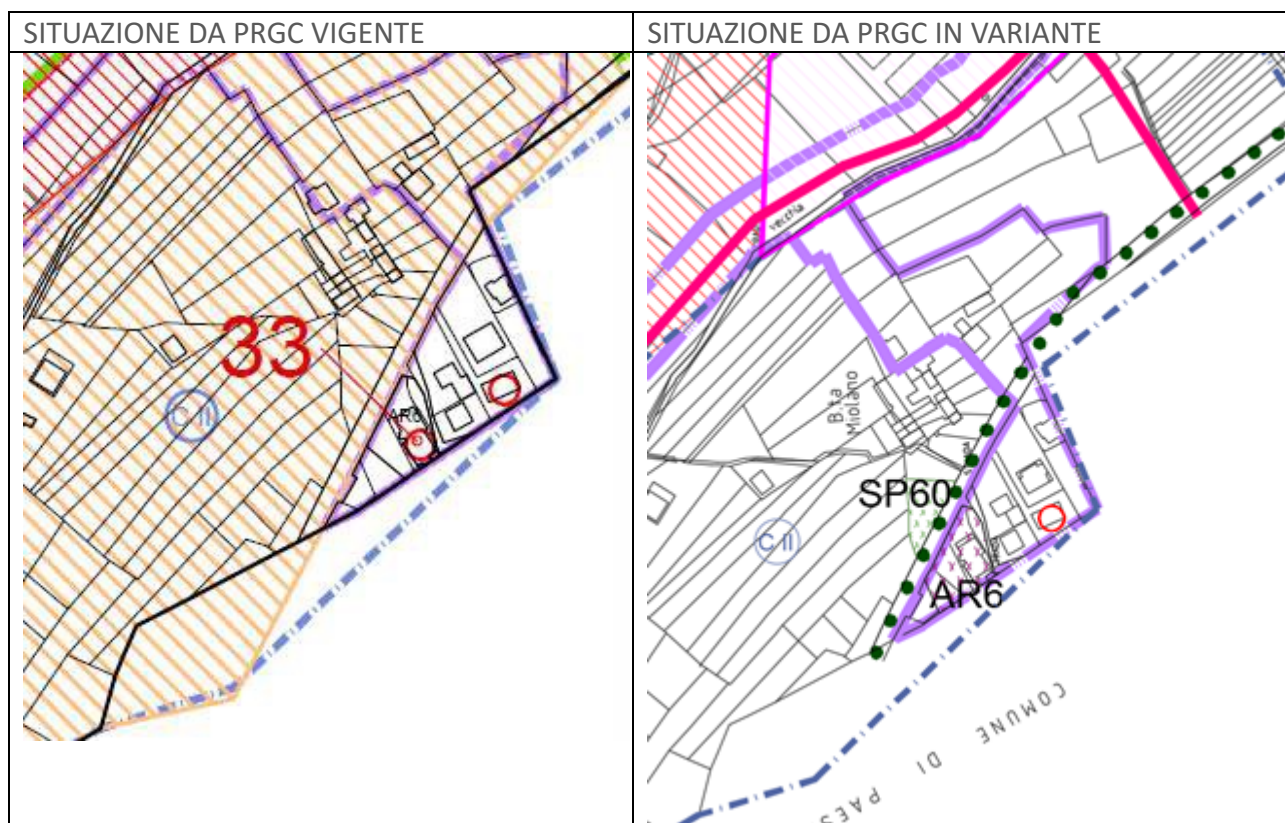 SITUAZIONE DA PRGC VIGENTE
SITUAZIONE DA PRGC IN VARIANTE
33
C II
AR6
vecchia
B.ta
Miolano
SP60
C II
AR6
COMUNE DI PAES